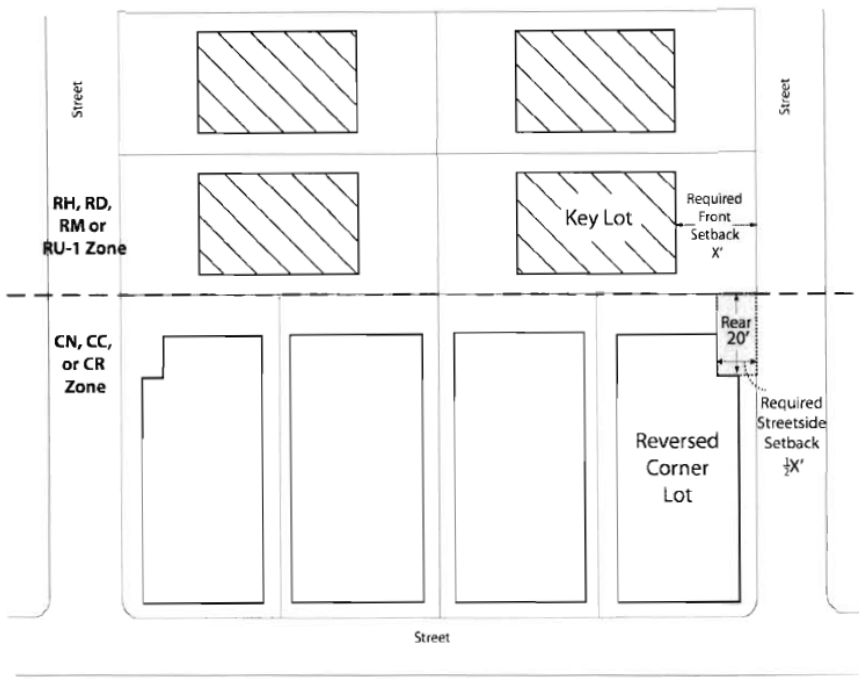 Street
Street
RH, RD,
RM or
RU-1 Zone
Key Lot
Required
Front
Setback
X'
CN, CC,
or CR
Zone
Rear
20'
Required
Streetside
Setback
½X'
Reversed
Corner
Lot
Street